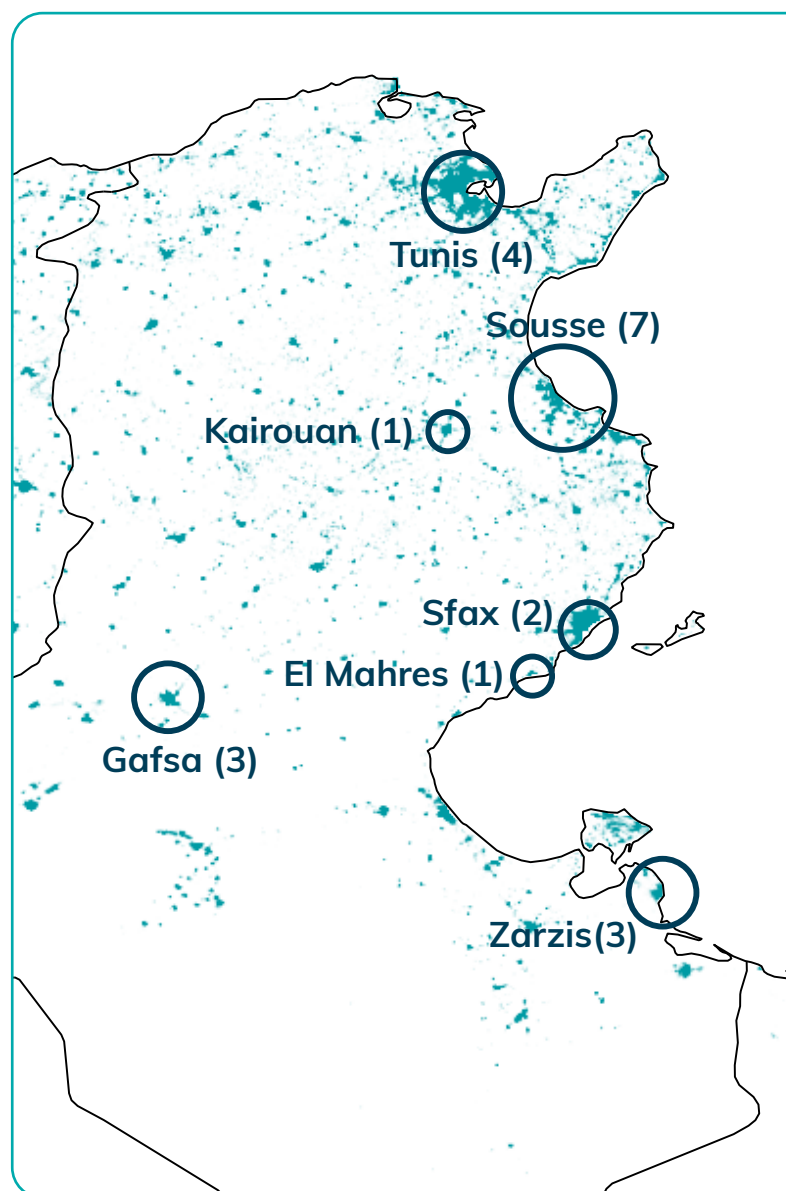 Tunis (4)
Sousse (7)
Kairouan (1)
Sfax (2)
El Mahres (1)
Gafsa (3)
Zarzis(3)